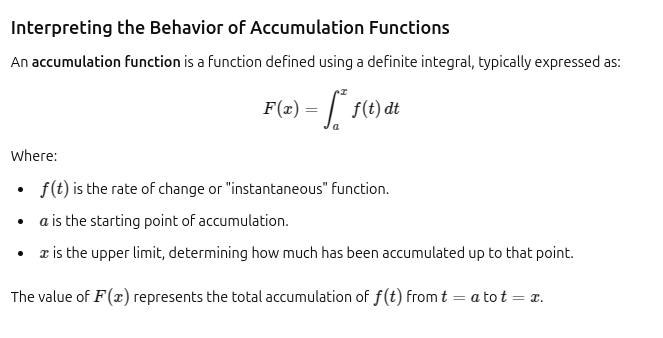 Interpreting the Behavior of Accumulation Functions
An accumulation function is a function defined using a definite integral, typically expressed as:
F(x) = ∫ₐˣ f(t) dt
Where:
• f(t) is the rate of change or "instantaneous" function.
• a is the starting point of accumulation.
• x is the upper limit, determining how much has been accumulated up to that point.
The value of F(x) represents the total accumulation of f(t) from t = a to t = x.